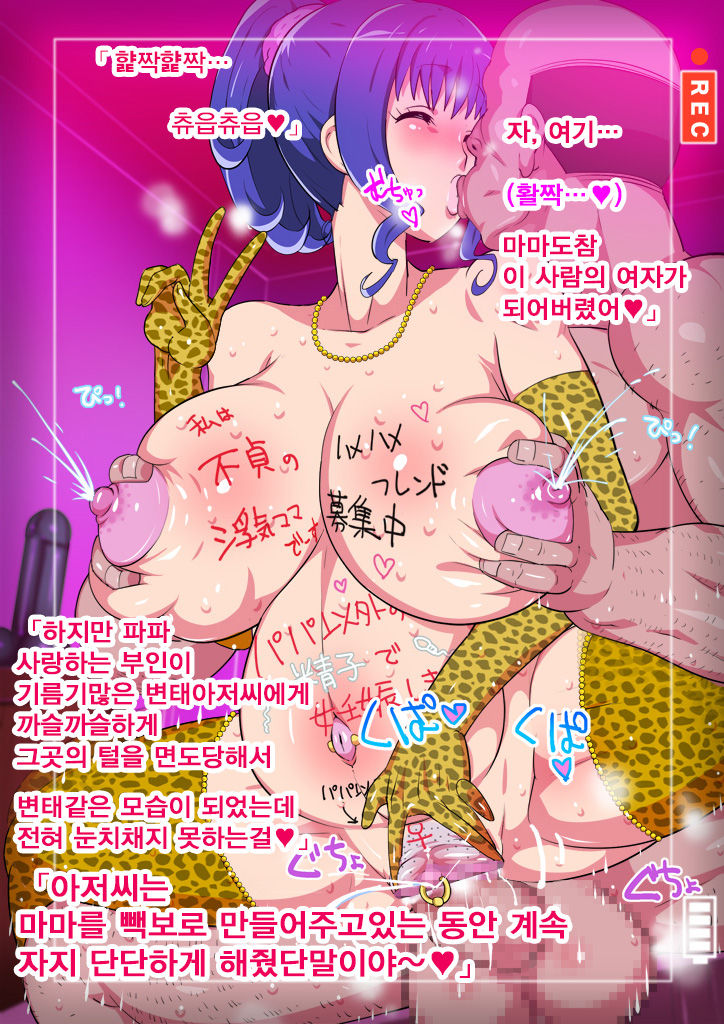 「햝짝햝짝…
츄읍츄읍♥」
REC
자, 여기…
(활짝…♥)
마마도참
이 사람의 여자가
되어버렸어♥」
ぴっ!
ぴっ!
私は
不貞の
浮気ママ
です
ハメハメ
フレンド
募集中
精子で
「하지만 파파
사랑하는 부인이
기름기많은 변태아저씨에게
까슬까슬하게
그곳의 털을 면도당해서
변태같은 모습이 되었는데
전혀 눈치채지 못하는걸♥」
くぱぁ
くぱぁ
ぐちょ
ぐちょ
「아저씨는
마마를 빽보로 만들어주고있는 동안 계속
자지 단단하게 해줬단말이야～♥」